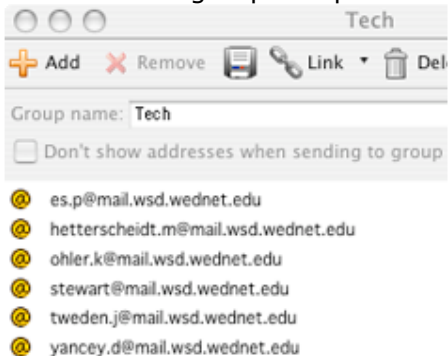 Tech
Add Remove Link Del
Group name: Tech
Don't show addresses when sending to group
es.p@mail.wsd.wednet.edu
hetterscheidt.m@mail.wsd.wednet.edu
ohler.k@mail.wsd.wednet.edu
stewart@mail.wsd.wednet.edu
tweden.j@mail.wsd.wednet.edu
yancey.d@mail.wsd.wednet.edu